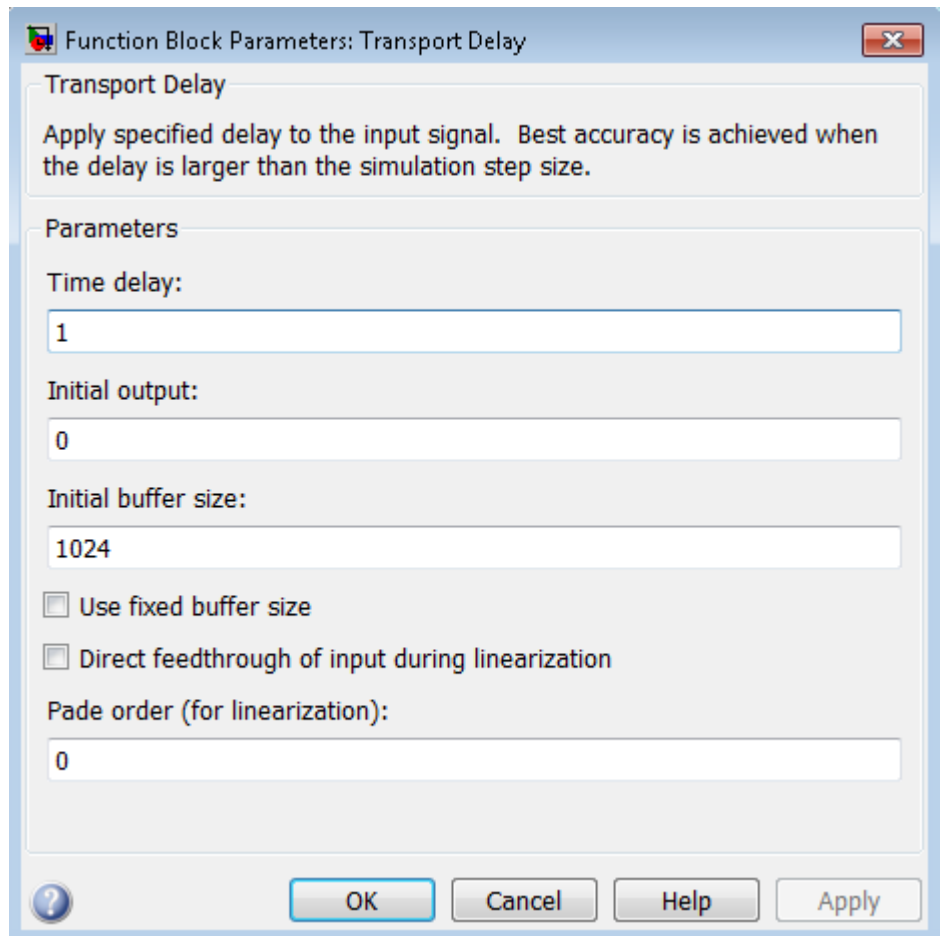 Function Block Parameters: Transport Delay
Transport Delay
Apply specified delay to the input signal.  Best accuracy is achieved when
the delay is larger than the simulation step size.
Parameters
Time delay:
1
Initial output:
0
Initial buffer size:
1024
Use fixed buffer size
Direct feedthrough of input during linearization
Pade order (for linearization):
0
OK Cancel Help Apply